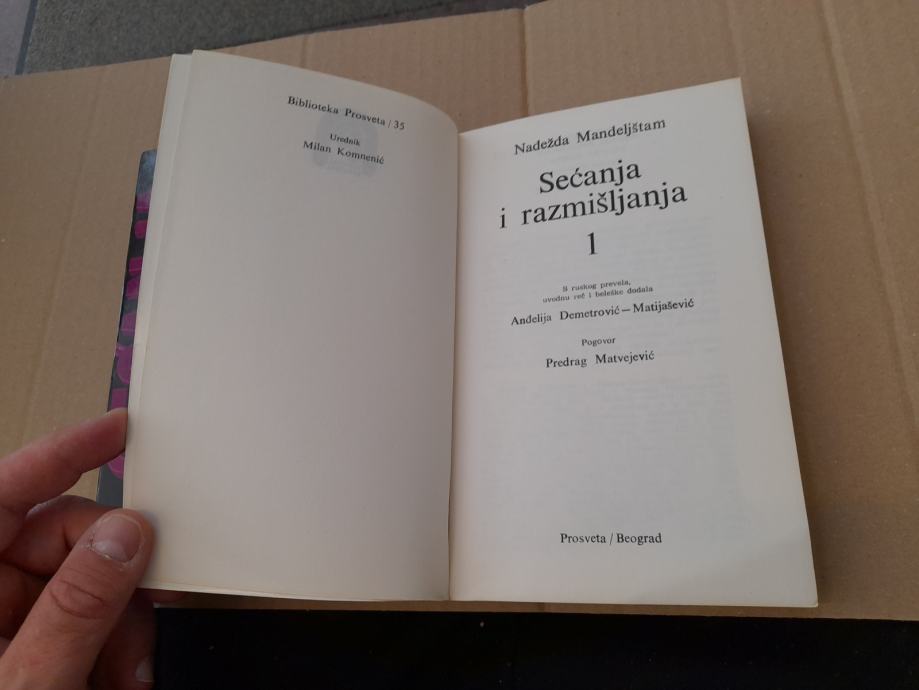 Biblioteka Prosveta / 35
Urednik
Milan Komnenić
Nadežda Mandeljštam
Sećanja
i razmišljanja
1
S ruskog prevela,
uvodnu reč i beleške dodala
Anđelija Demetrović — Matijašević
Pogovor
Predrag Matvejević
Prosveta / Beograd